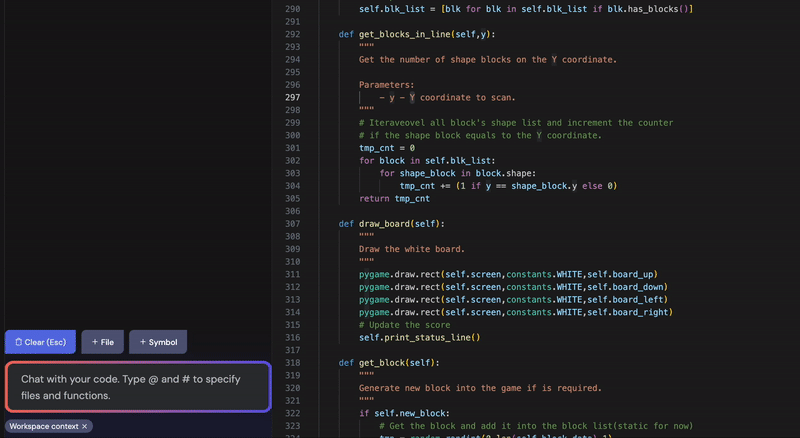 Clear (Esc)
+ File
+ Symbol
Chat with your code. Type @ and # to specify
files and functions.
Workspace context ×
290 self.blk_list = [blk for blk in self.blk_list if blk.has_blocks()]
291
292 def get_blocks_in_line(self,y):
293 """
294 Get the number of shape blocks on the Y coordinate.
295
296 Parameters:
297 - y - Y coordinate to scan.
298 """
299 # Iteraveovel all block's shape list and increment the counter
300 # if the shape block equals to the Y coordinate.
301 tmp_cnt = 0
302 for block in self.blk_list:
303 for shape_block in block.shape:
304 tmp_cnt += (1 if y == shape_block.y else 0)
305 return tmp_cnt
306
307 def draw_board(self):
308 """
309 Draw the white board.
310 """
311 pygame.draw.rect(self.screen,constants.WHITE,self.board_up)
312 pygame.draw.rect(self.screen,constants.WHITE,self.board_down)
313 pygame.draw.rect(self.screen,constants.WHITE,self.board_left)
314 pygame.draw.rect(self.screen,constants.WHITE,self.board_right)
315 # Update the score
316 self.print_status_line()
317
318 def get_block(self):
319 """
320 Generate new block into the game if is required.
321 """
322 if self.new_block:
323 # Get the block and add it into the block list(static for now)